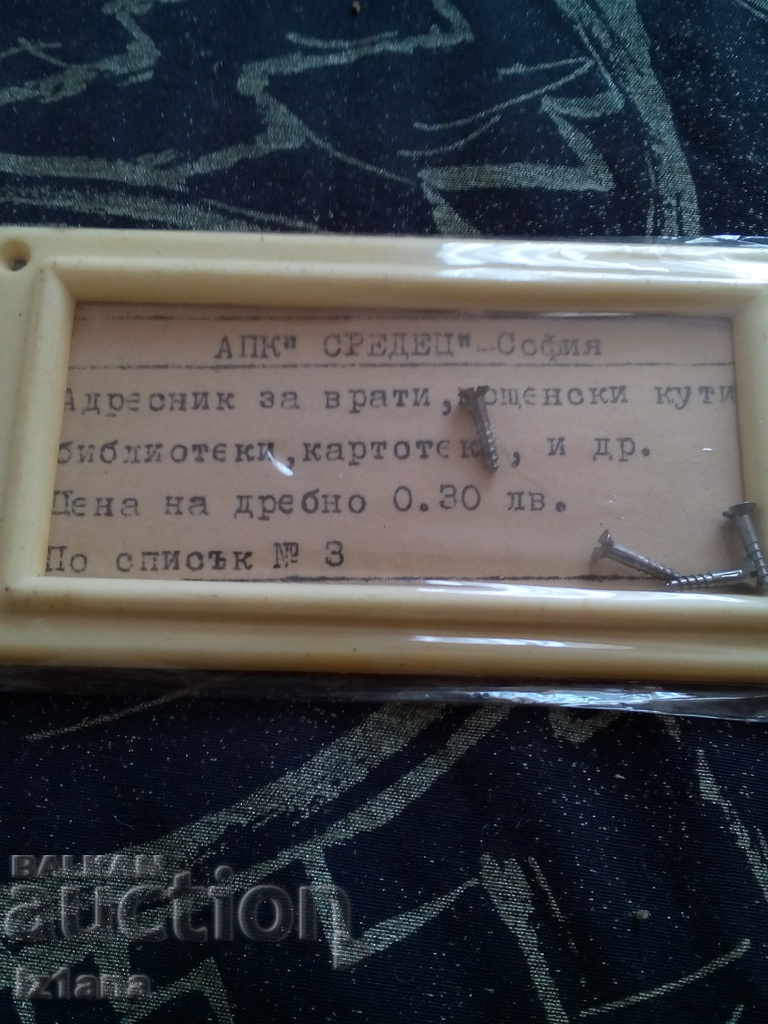 АПК" СРЕДЕЦ"-София
Адресник за врати, пощенски кути
библиотеки, картотеки, и др.
Цена на дребно 0.30 лв.
По списък № 3
BALKAN
auction
Iz1ana